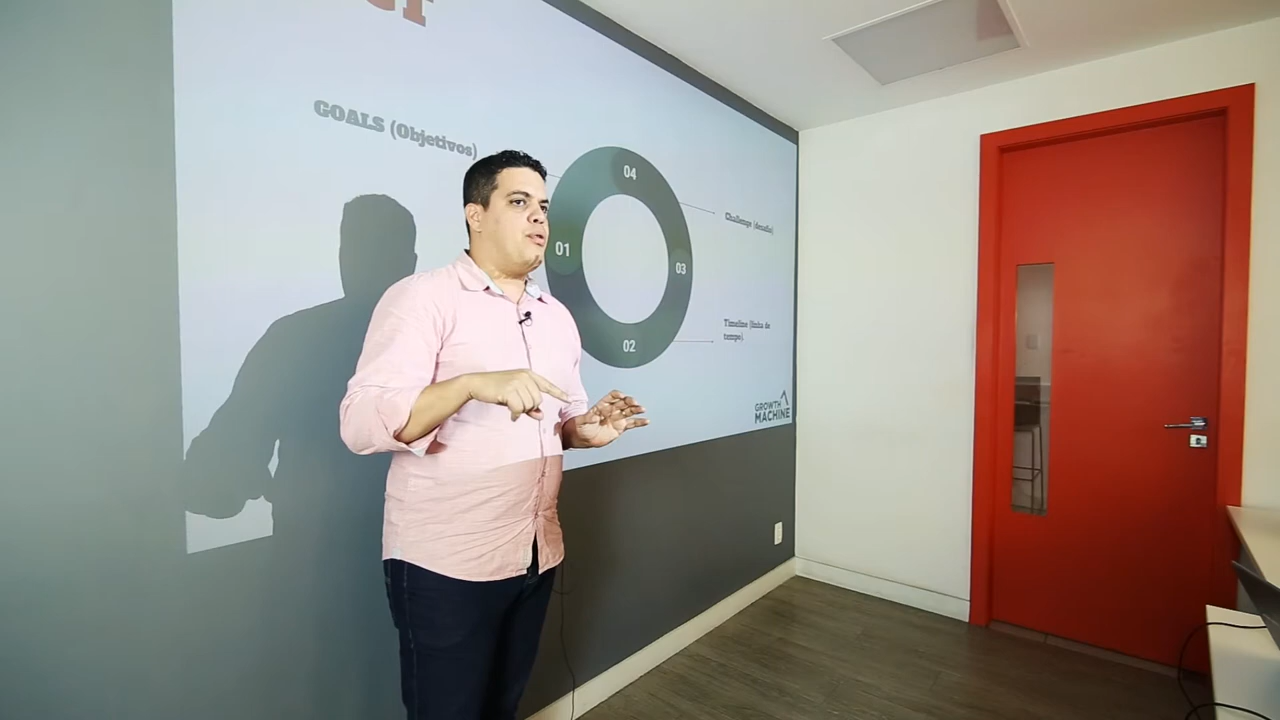 GOALS (Objetivos)
04
Challenge (desafio)
01
03
Timeline (linha de
tempo)
02
GROWTH
MACHINE